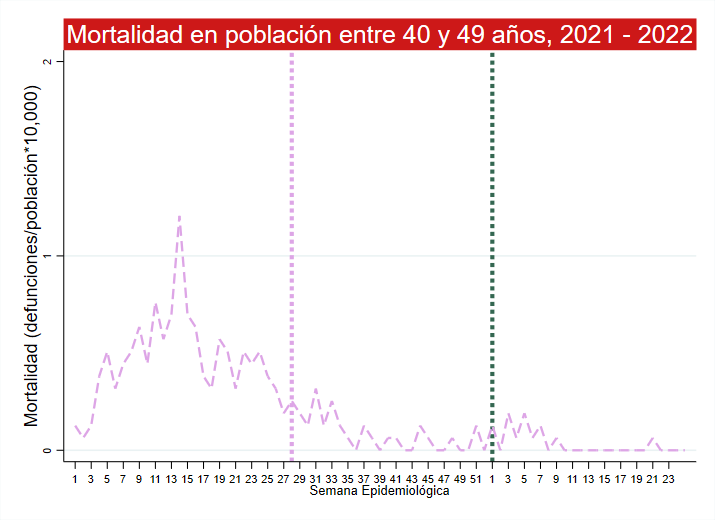 Mortalidad en población entre 40 y 49 años, 2021 - 2022
Mortalidad (defunciones/población*10,000)
2
1
0
1 3 5 7 9 11 13 15 17 19 21 23 25 27 29 31 33 35 37 39 41 43 45 47 49 51 1 3 5 7 9 11 13 15 17 19 21 23
Semana Epidemiológica